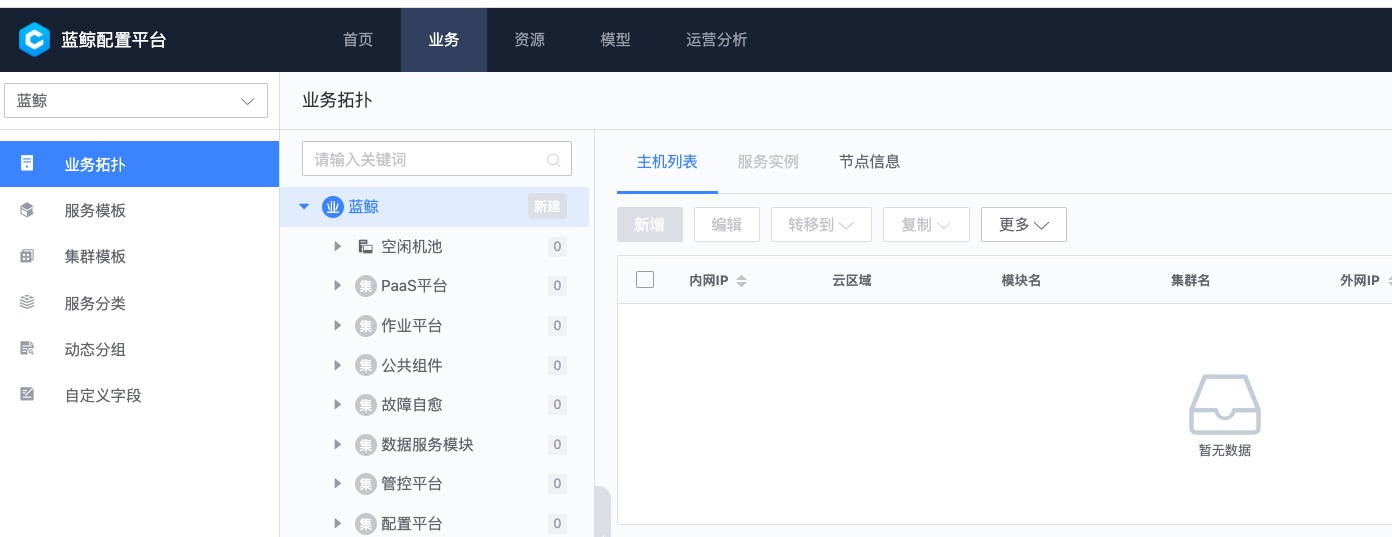 蓝鲸配置平台 首页 业务 资源 模型 运营分析
蓝鲸
业务拓扑
服务模板
集群模板
服务分类
动态分组
自定义字段
业务拓扑
请输入关键词
业 蓝鲸 新建
空闲机池 0
集 PaaS平台 0
集 作业平台 0
集 公共组件 0
集 故障自愈 0
集 数据服务模块 0
集 管控平台 0
集 配置平台 0
主机列表 服务实例 节点信息
新增 编辑 转移到 复制 更多
内网IP 云区域 模块名 集群名 外网IP
暂无数据